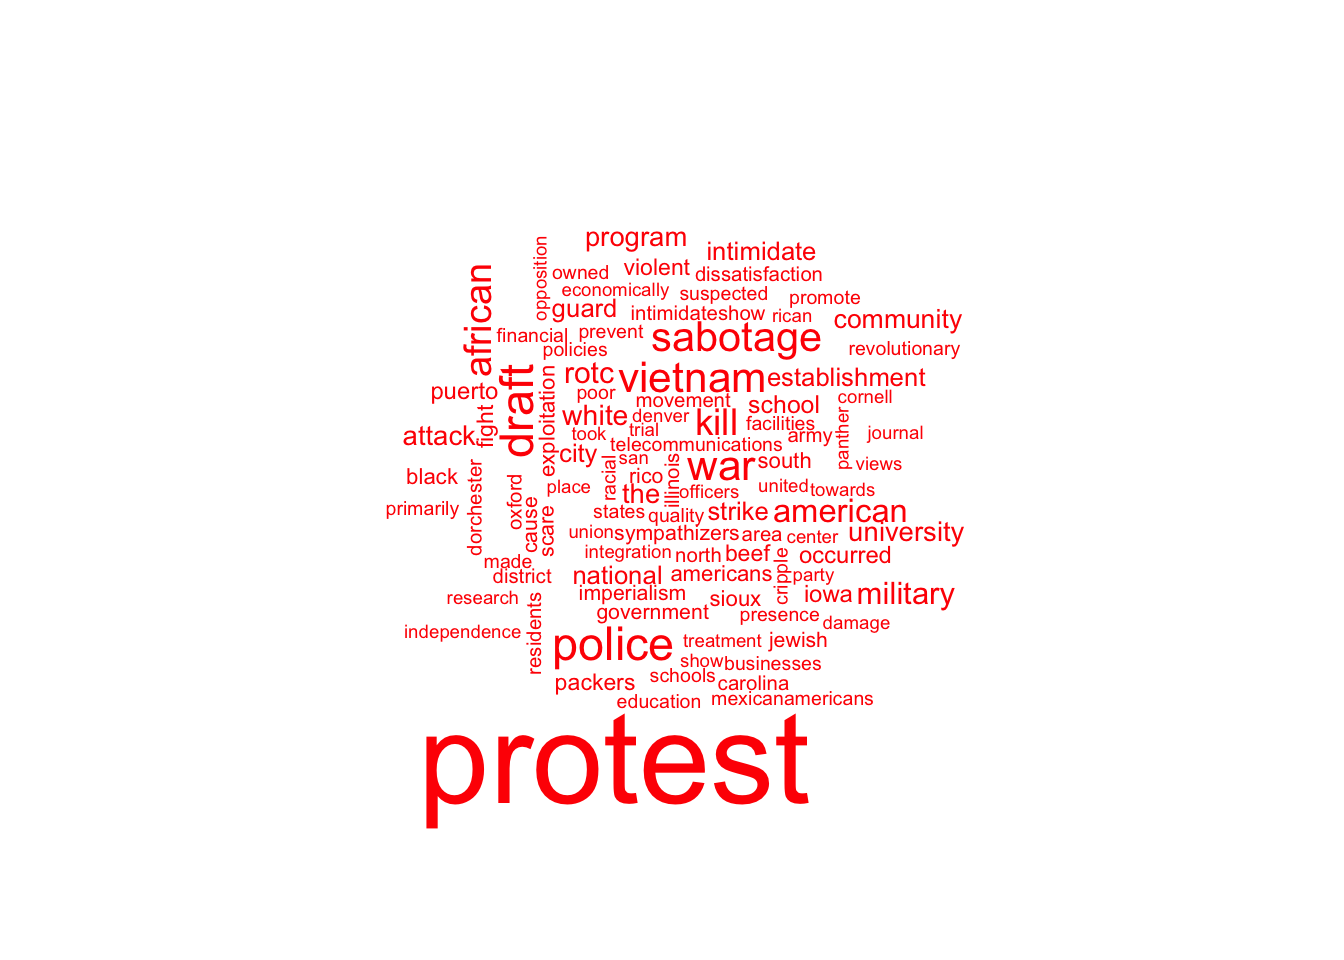 program
intimidate
opposition
owned
violent
dissatisfaction
african
economically
suspected
promote
guard
intimidateshow
rican
community
financial
prevent
sabotage
policies
revolutionary
draft
rotc
vietnam
establishment
puerto
exploitation
poor
movement
school
cornell
fight
white
denver
kill
facilities
panther
attack
took
trial
telecommunications
army
journal
city
san
war
south
views
black
racial
rico
illinois
place
the
officers
united
towards
primarily
dorchester
oxford
cause
scare
states
quality
strike
american
union
sympathizers
area
center
university
integration
north
beef
occurred
made
district
national
americans
cripple
party
research
imperialism
sioux
iowa
military
government
presence
damage
independence
residents
police
treatment
jewish
show
businesses
packers
schools
carolina
education
mexicanamericans
protest